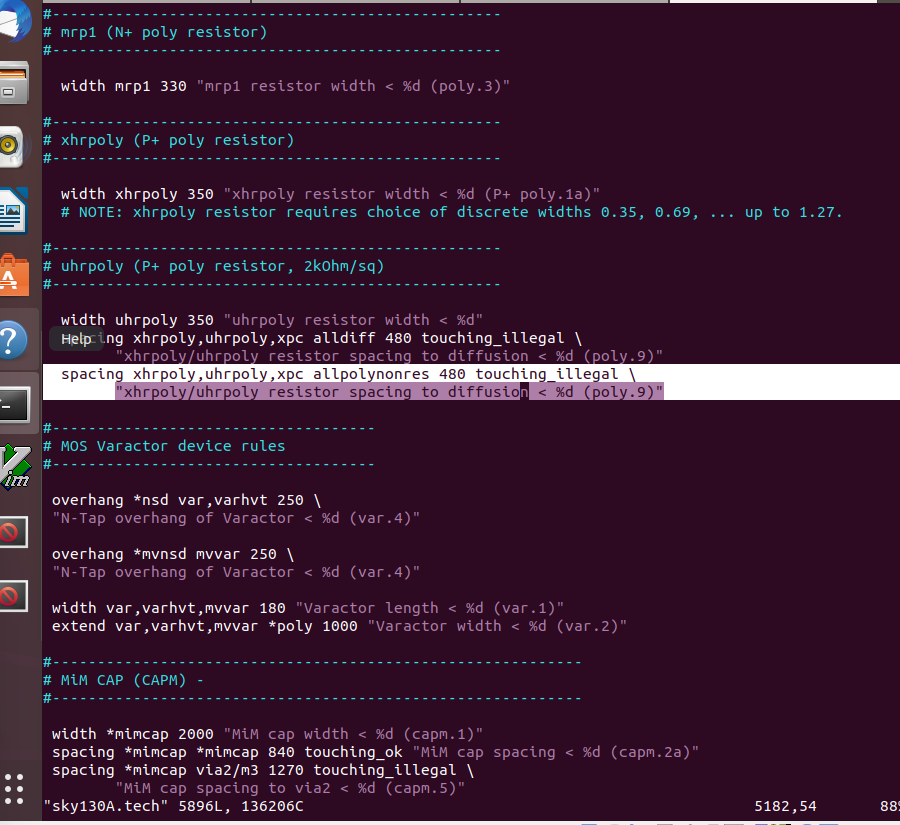 #--------------------------------------------------
# mrp1 (N+ poly resistor)
#--------------------------------------------------
width mrp1 330 "mrp1 resistor width < %d (poly.3)"
#--------------------------------------------------
# xhrpoly (P+ poly resistor)
#--------------------------------------------------
width xhrpoly 350 "xhrpoly resistor width < %d (P+ poly.1a)"
# NOTE: xhrpoly resistor requires choice of discrete widths 0.35, 0.69, ... up to 1.27.
#--------------------------------------------------
# uhrpoly (P+ poly resistor, 2kOhm/sq)
#--------------------------------------------------
width uhrpoly 350 "uhrpoly resistor width < %d"
Help
xhrpoly,uhrpoly,xpc alldiff 480 touching_illegal \
"xhrpoly/uhrpoly resistor spacing to diffusion < %d (poly.9)"
spacing xhrpoly,uhrpoly,xpc allpolynonres 480 touching_illegal \
"xhrpoly/uhrpoly resistor spacing to diffusion < %d (poly.9)"
#------------------------------------
# MOS Varactor device rules
#------------------------------------
overhang *nsd var,varhvt 250 \
"N-Tap overhang of Varactor < %d (var.4)"
overhang *mvnsd mvvar 250 \
"N-Tap overhang of Varactor < %d (var.4)"
width var,varhvt,mvvar 180 "Varactor length < %d (var.1)"
extend var,varhvt,mvvar *poly 1000 "Varactor width < %d (var.2)"
#-----------------------------------------------------------
# MiM CAP (CAPM) -
#-----------------------------------------------------------
width *mimcap 2000 "MiM cap width < %d (capm.1)"
spacing *mimcap *mimcap 840 touching_ok "MiM cap spacing < %d (capm.2a)"
spacing *mimcap via2/m3 1270 touching_illegal \
"MiM cap spacing to via2 < %d (capm.5)"
"sky130A.tech" 5896L, 136206C 5182,54